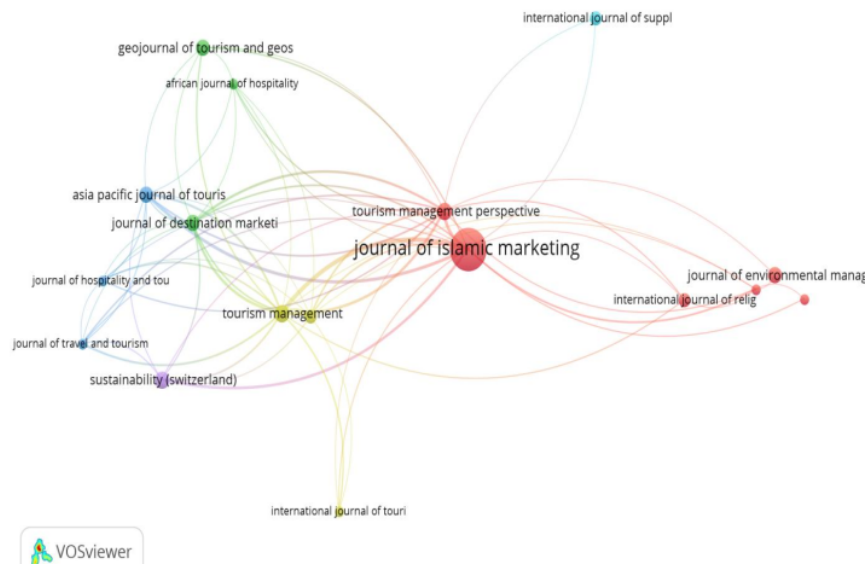 international journal of suppl
geojournal of tourism and geos
african journal of hospitality
asia pacific journal of touris
tourism management perspective
journal of destination marketi
journal of islamic marketing
journal of environmental manag
journal of hospitality and tou
international journal of relig
tourism management
journal of travel and tourism
sustainability (switzerland)
international journal of touri
VOSviewer